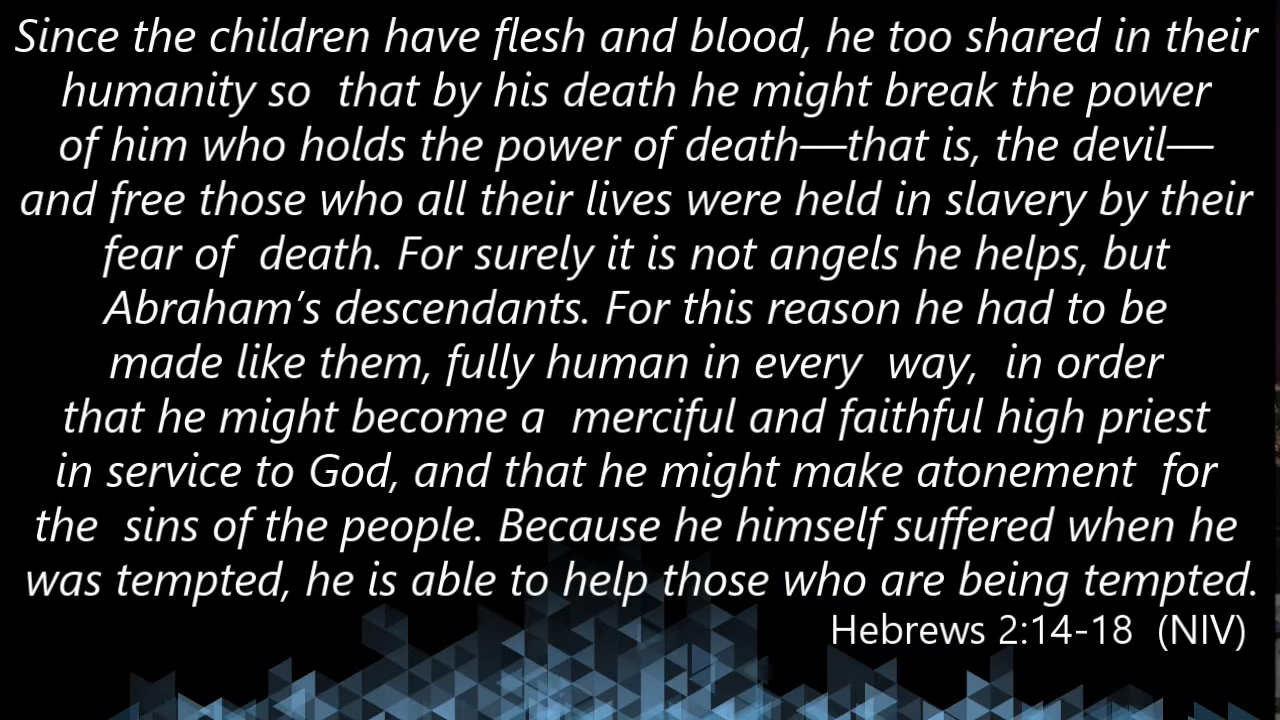 Since the children have flesh and blood, he too shared in their
humanity so  that by his death he might break the power
of him who holds the power of death—that is, the devil—
and free those who all their lives were held in slavery by their
fear of  death. For surely it is not angels he helps, but
Abraham’s descendants. For this reason he had to be
made like them, fully human in every  way,  in order
that he might become a  merciful and faithful high priest
in service to God, and that he might make atonement  for
the  sins of the people. Because he himself suffered when he
was tempted, he is able to help those who are being tempted.
Hebrews 2:14-18  (NIV)